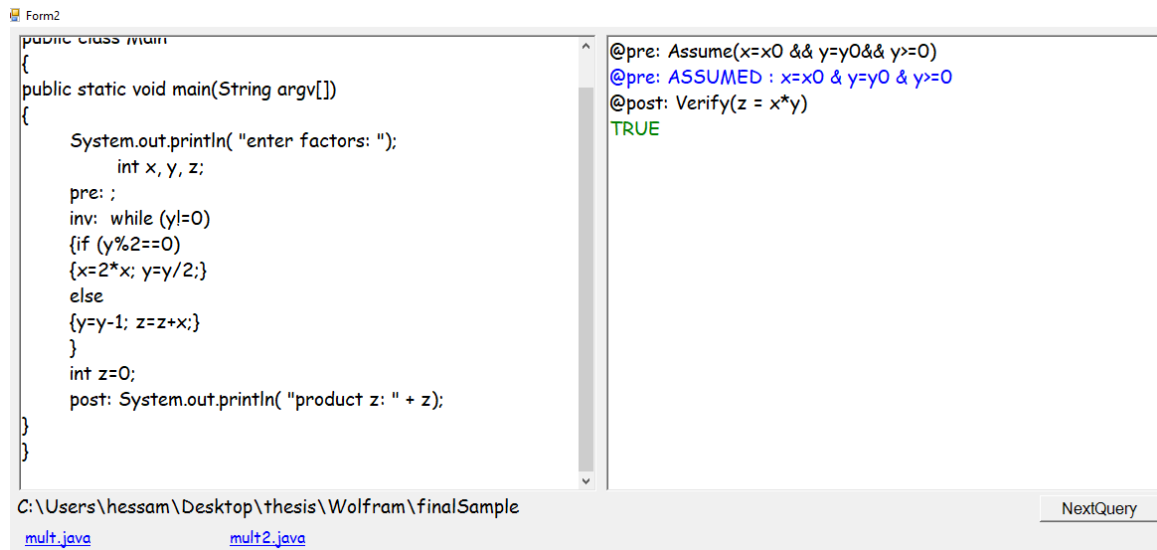 Form2
public class Main
{
public static void main(String argv[])
{
System.out.println( "enter factors: ");
int x, y, z;
pre: ;
inv:  while (y!=0)
{if (y%2==0)
{x=2*x; y=y/2;}
else
{y=y-1; z=z+x;}
}
int z=0;
post: System.out.println( "product z: " + z);
}
}
@pre: Assume(x=x0 && y=y0&& y>=0)
@pre: ASSUMED : x=x0 & y=y0 & y>=0
@post: Verify(z = x*y)
TRUE
C:\Users\hessam\Desktop\thesis\Wolfram\finalSample
NextQuery
mult.java
mult2.java